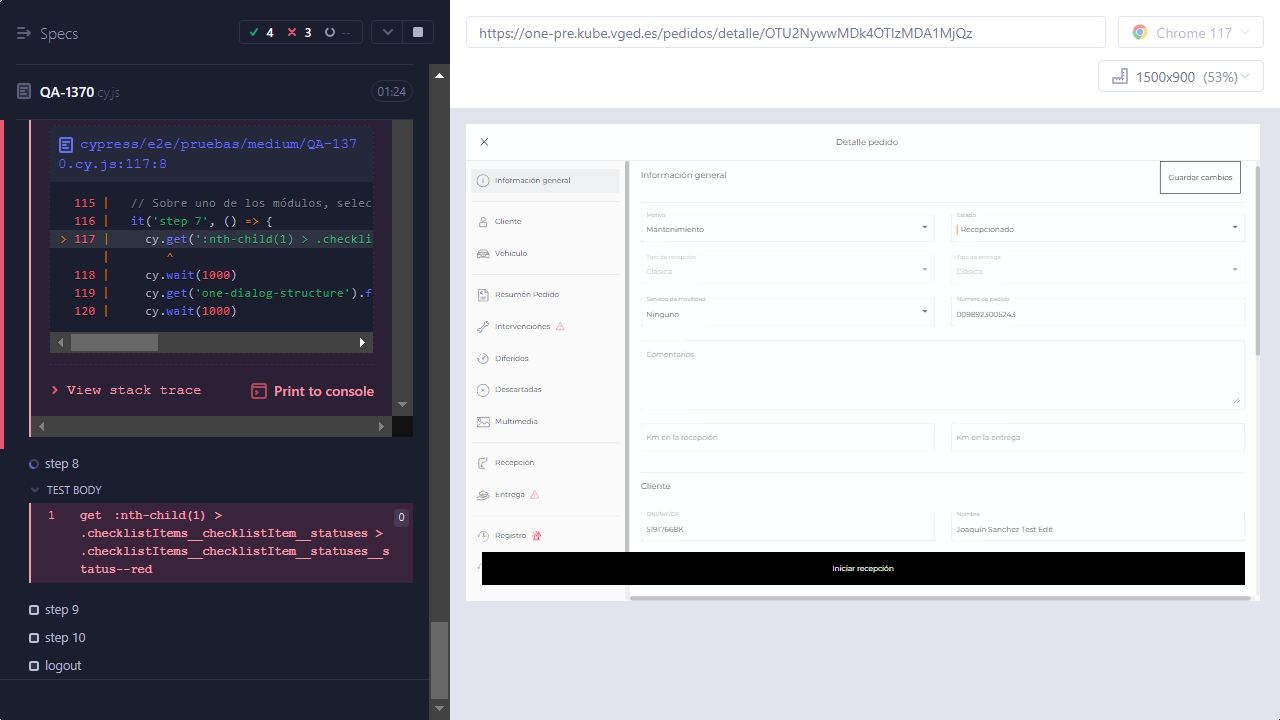 Specs
4
3
--
https://one-pre.kube.vged.es/pedidos/detalle/OTU2NywwMDk4OTIzMDA1MjQz
Chrome 117
1500x900 (53%)
QA-1370 cy.js
01:24
cypress/e2e/pruebas/medium/QA-137
0.cy.js:117:8
115 | // Sobre uno de los módulos, selec
116 | it('step 7', () => {
> 117 | cy.get(':nth-child(1) > .checkli
| ^
118 | cy.wait(1000)
119 | cy.get('one-dialog-structure').f
120 | cy.wait(1000)
View stack trace
Print to console
step 8
TEST BODY
1 get :nth-child(1) >
.checklistItems__checklistItem__statuses >
.checklistItems__checklistItem__statuses__s
tatus--red
0
step 9
step 10
logout
Detalle pedido
Información general
Cliente
Vehículo
Resumen Pedido
Intervenciones
Diferidos
Descartadas
Multimedia
Recepción
Entrega
Registro
Información general
Guardar cambios
Motivo
Mantenimiento
Estado
Recepcionado
Tipo de recepción
Clásica
Tipo de entrega
Clásica
Servicio de movilidad
Ninguno
Número de pedido
0098923005243
Comentarios
Km en la recepción
Km en la entrega
Cliente
DNI/NIF/CIF
51917668K
Nombre
Joaquín Sanchez Test Edit
Iniciar recepción